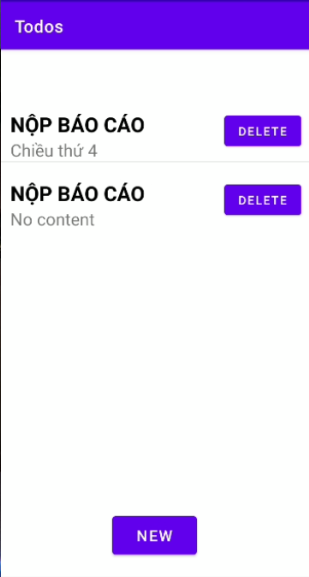 Todos
NỘP BÁO CÁO
DELETE
Chiều thứ 4
NỘP BÁO CÁO
DELETE
No content
NEW